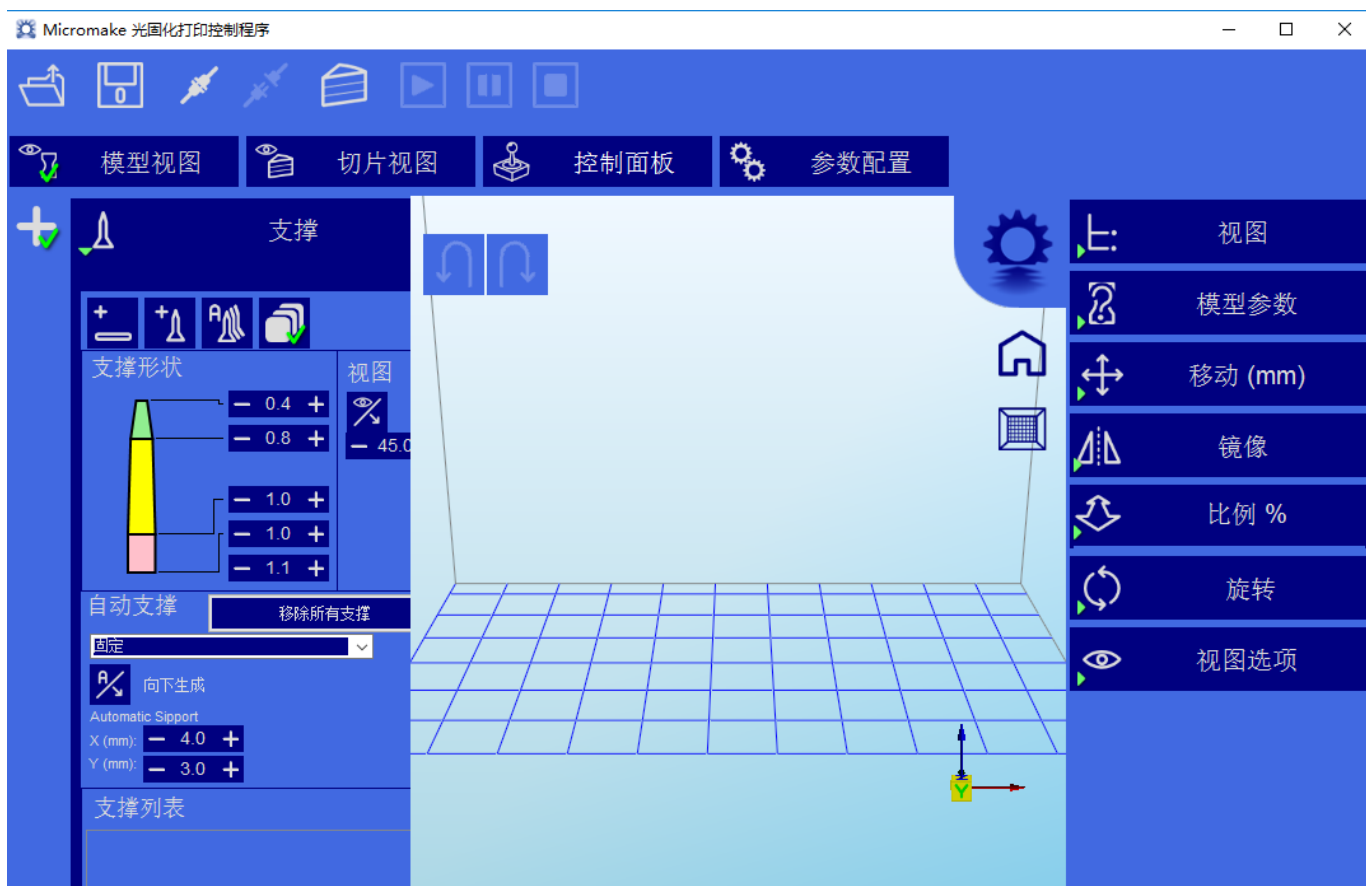 Micromake 光固化打印控制程序
模型视图
切片视图
控制面板
参数配置
支撑
支撑形状
视图
0.4
0.8
45.0
1.0
1.0
1.1
自动支撑
移除所有支撑
固定
向下生成
Automatic Sipport
X (mm): 4.0
Y (mm): 3.0
支撑列表
Y
视图
模型参数
移动 (mm)
镜像
比例 %
旋转
视图选项